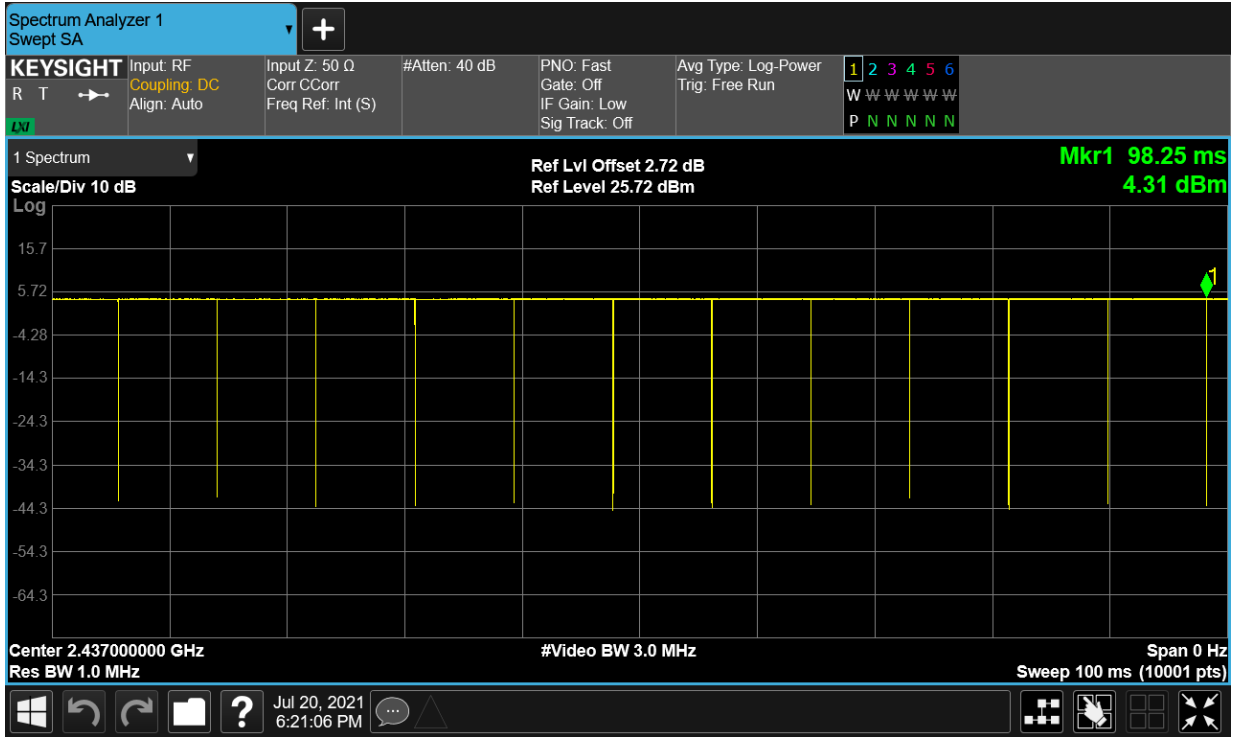 Spectrum Analyzer 1
Swept SA
KEYSIGHT
R T
LXI
Input: RF
Coupling: DC
Align: Auto
Input Z: 50 Ω
Corr CCorr
Freq Ref: Int (S)
#Atten: 40 dB
PNO: Fast
Gate: Off
IF Gain: Low
Sig Track: Off
Avg Type: Log-Power
Trig: Free Run
1 2 3 4 5 6
W W W W W W
P N N N N N
1 Spectrum
Scale/Div 10 dB
Log
Ref Lvl Offset 2.72 dB
Ref Level 25.72 dBm
Mkr1 98.25 ms
4.31 dBm
15.7
5.72
-4.28
-14.3
-24.3
-34.3
-44.3
-54.3
-64.3
1
Center 2.437000000 GHz
Res BW 1.0 MHz
#Video BW 3.0 MHz
Span 0 Hz
Sweep 100 ms (10001 pts)
?
Jul 20, 2021
6:21:06 PM